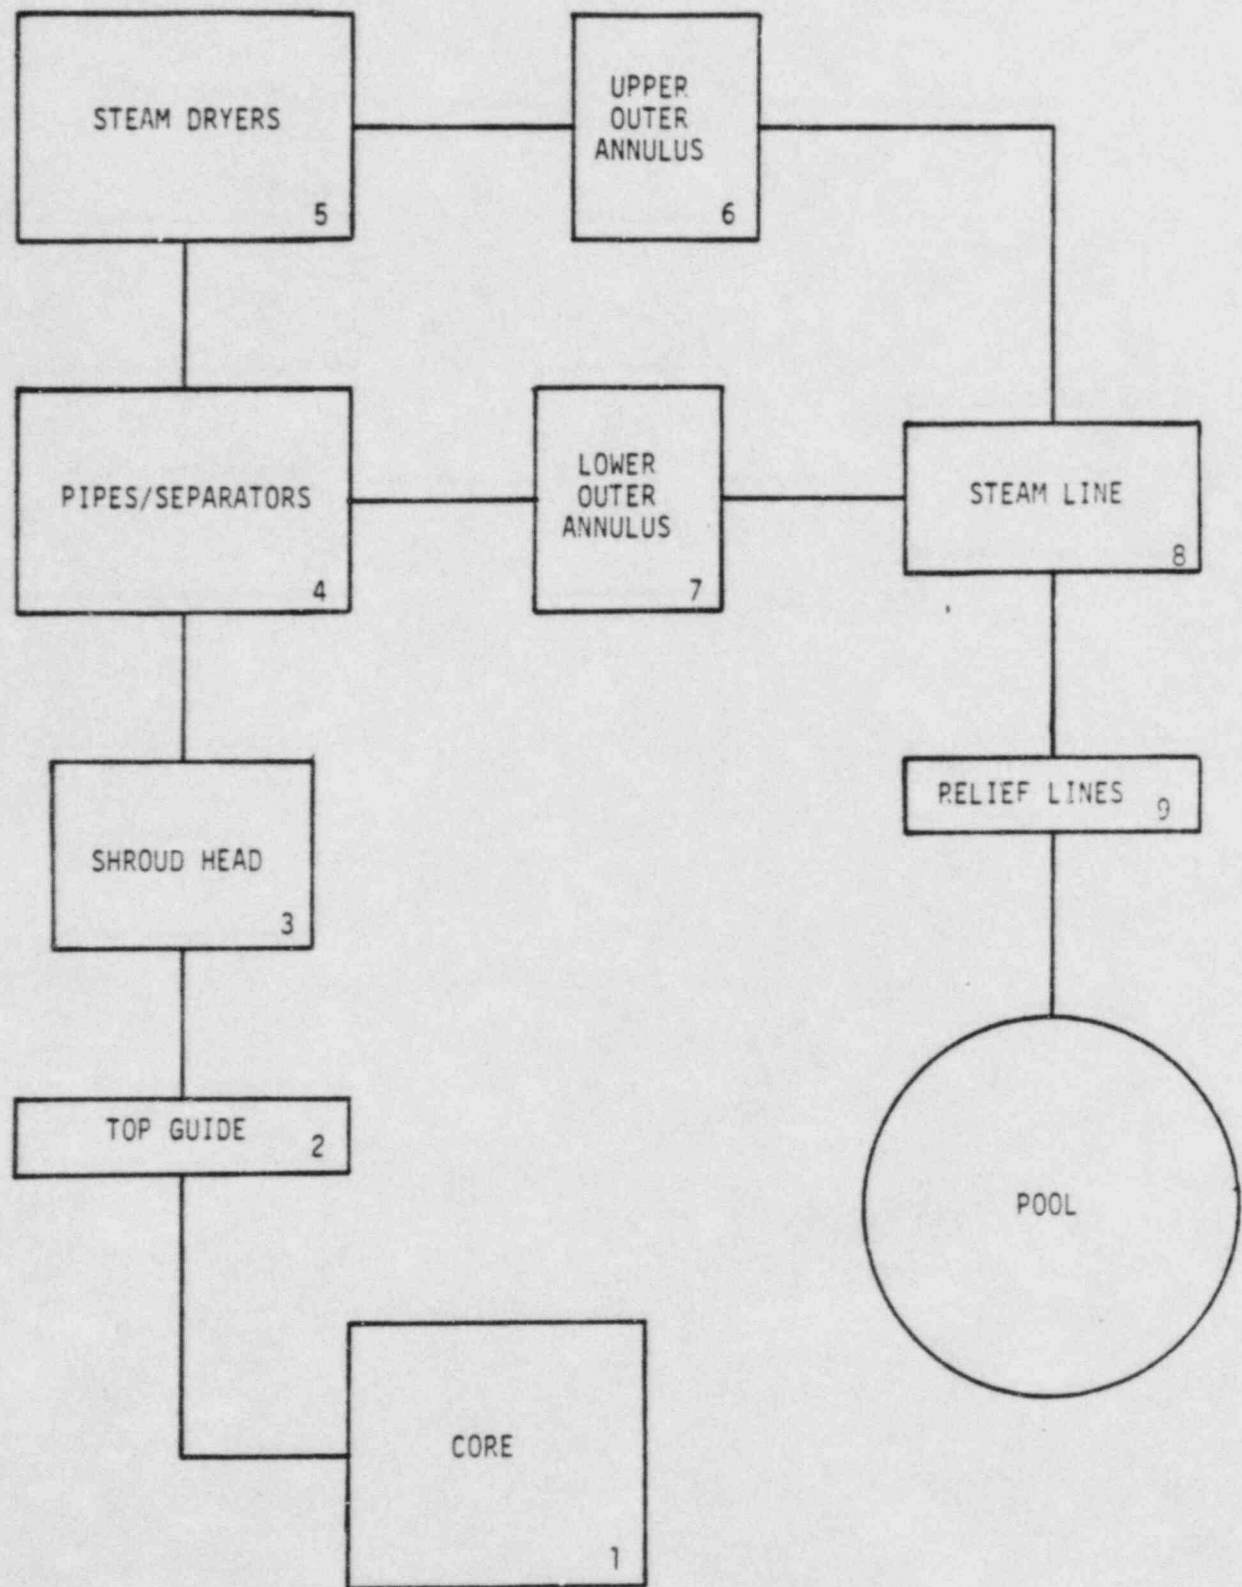 STEAM DRYERS
5
UPPER
OUTER
ANNULUS
6
PIPES/SEPARATORS
4
LOWER
OUTER
ANNULUS
7
STEAM LINE
8
SHROUD HEAD
3
RELIEF LINES
9
TOP GUIDE
2
POOL
CORE
1